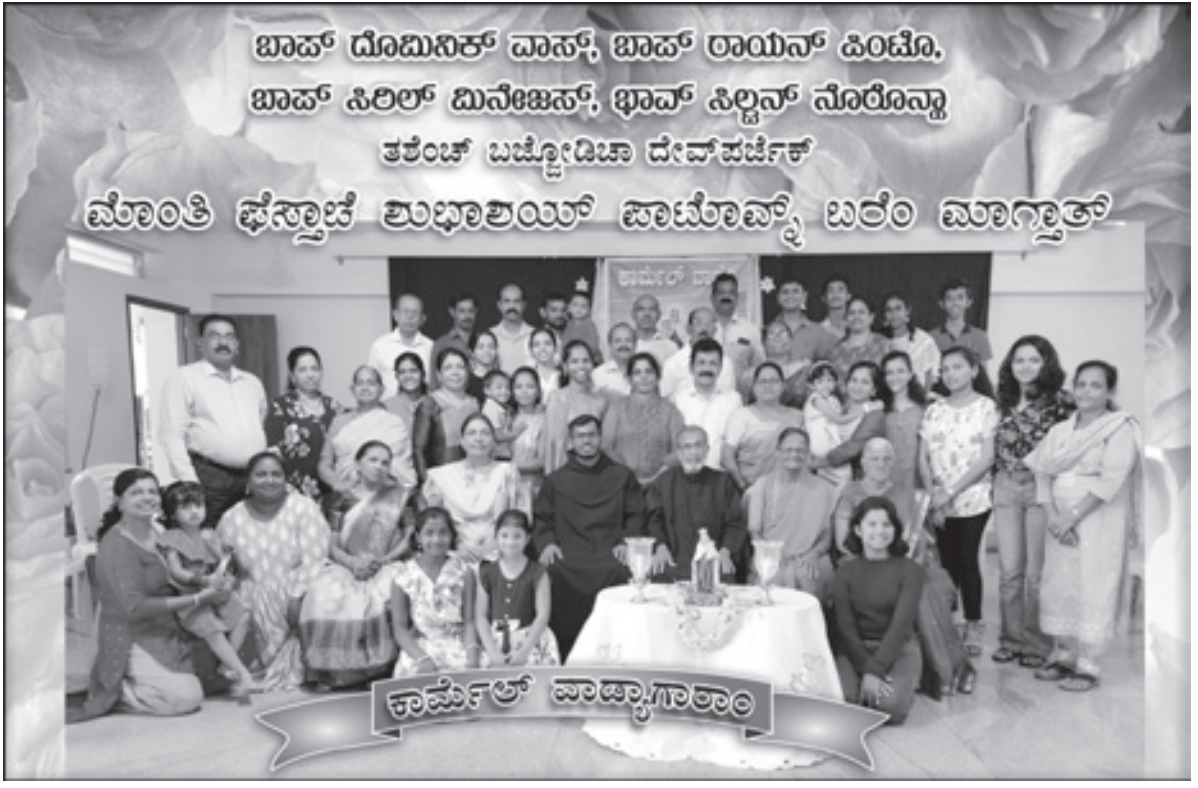 ಬಾಪ್ ದೊಮಿನಿಕ್ ವಾಸ್, ಬಾಪ್ ರಾಯನ್ ಪಿಂಟೊ,
ಬಾಪ್ ಸಿರಿಲ್ ಮಿನೇಜಸ್, ಭಾವ್ ಸಿಲ್ವನ್ ನೊರೊನ್ಹಾ
ತಶೆಂಚ್ ಬಜ್ಜೋಡಿಚಾ ದೇವ್‌ಪರ್ಜೆಕ್
ಮೊಂತಿ ಫೆಸ್ತಾಚೆ ಶುಭಾಶಯ್ ಪಾಟೊವ್ನ್ ಬರೆಂ ಮಾಗ್ತಾತ್
ಕಾರ್ಮೆಲ್
ಕಾರ್ಮೆಲ್ ವಾಡ್ಯಾಗಾರಾಂ